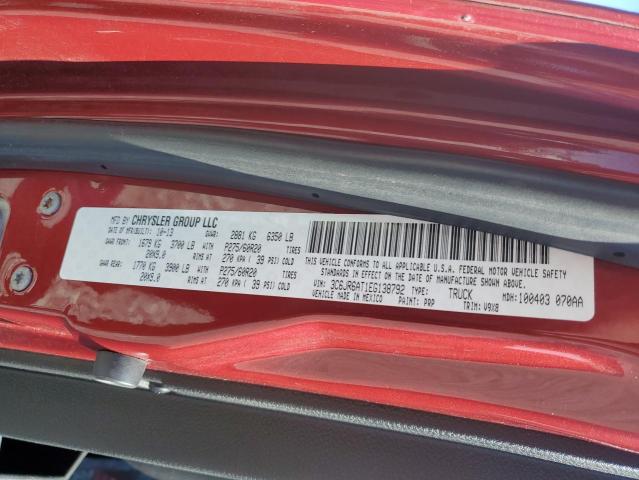 MFD BY CHRYSLER GROUP LLC
DATE OF MFR/BUILT: 10-13 GVWR: 2881 KG 6350 LB
GAWR FRONT: 1679 KG 3700 LB WITH P275/60R20 TIRES
20X9.0 RIMS AT 270 KPA ( 39 PSI) COLD
GAWR REAR: 1770 KG 3900 LB WITH P275/60R20 TIRES
20X9.0 RIMS AT 270 KPA ( 39 PSI) COLD
THIS VEHICLE CONFORMS TO ALL APPLICABLE U.S.A. FEDERAL MOTOR VEHICLE SAFETY
STANDARDS IN EFFECT ON THE DATE OF MANUFACTURE SHOWN ABOVE.
VIN: 3C6JR6AT1EG138792 TYPE: TRUCK MDH: 100403 070AA
VEHICLE MADE IN MEXICO PAINT: PRP TRIM: V9X8